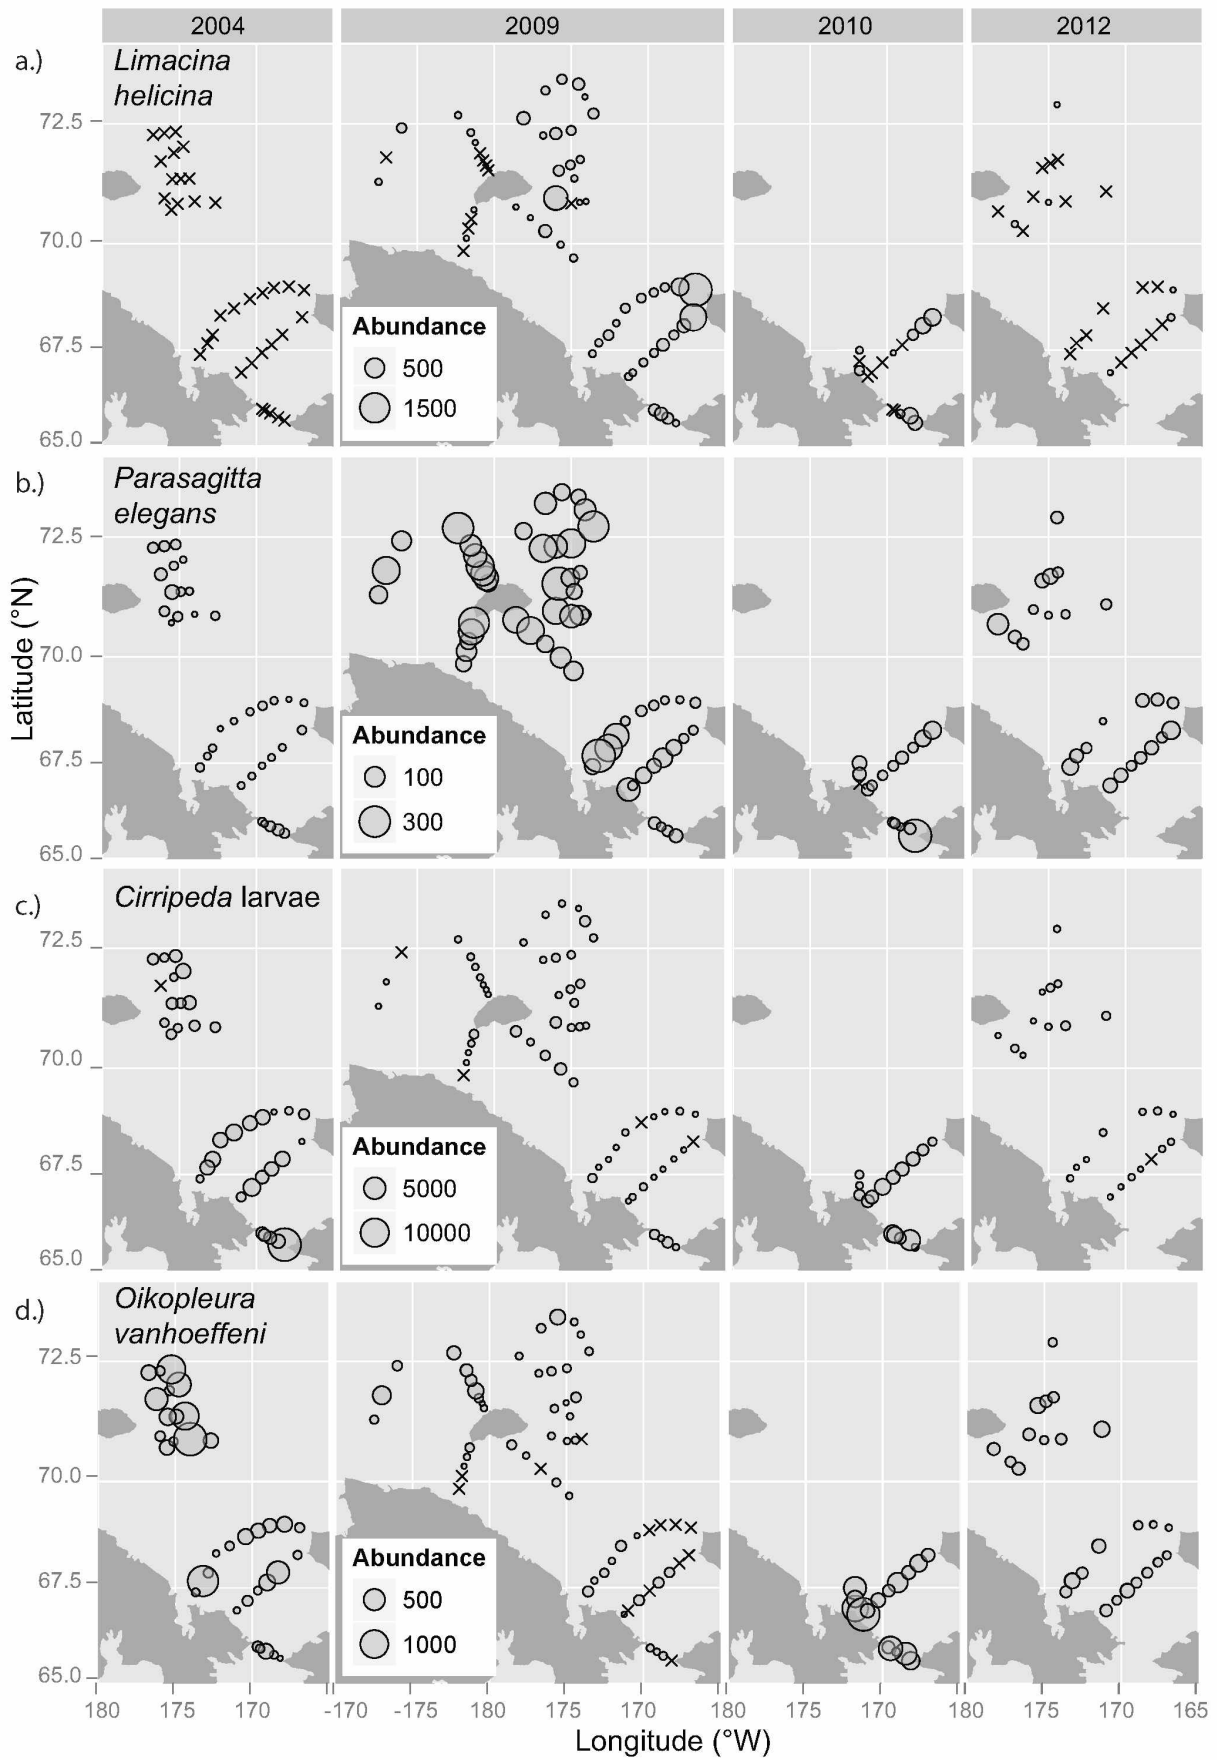 2004 2009 2010 2012
a.)
Limacina
helicina
72.5
70.0
67.5
65.0
Abundance
500
1500
b.)
Parasagitta
elegans
72.5
70.0
67.5
65.0
Abundance
100
300
Latitude (°N)
c.)
Cirripeda larvae
72.5
70.0
67.5
65.0
Abundance
5000
10000
d.)
Oikopleura
vanhoeffeni
72.5
70.0
67.5
65.0
Abundance
500
1000
180 175 170 -170 -175 180 175 170 180 175 170 180 175 170 165
Longitude (°W)